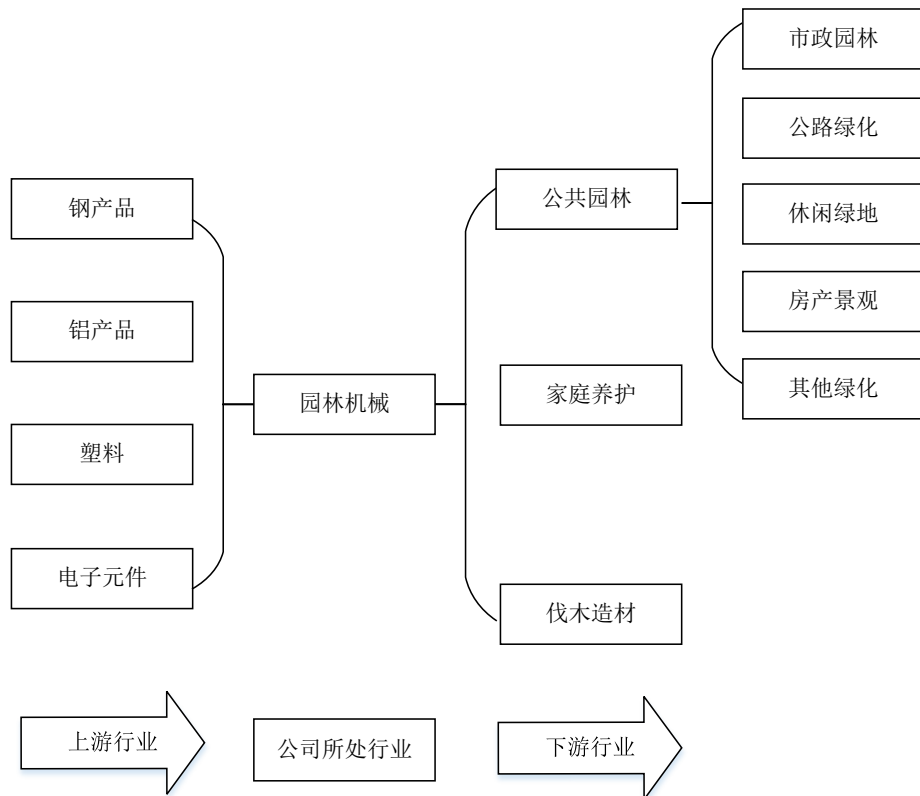 市政园林
公路绿化
钢产品
公共园林
休闲绿地
房产景观
铝产品
园林机械
家庭养护
其他绿化
塑料
电子元件
伐木造材
上游行业
公司所处行业
下游行业